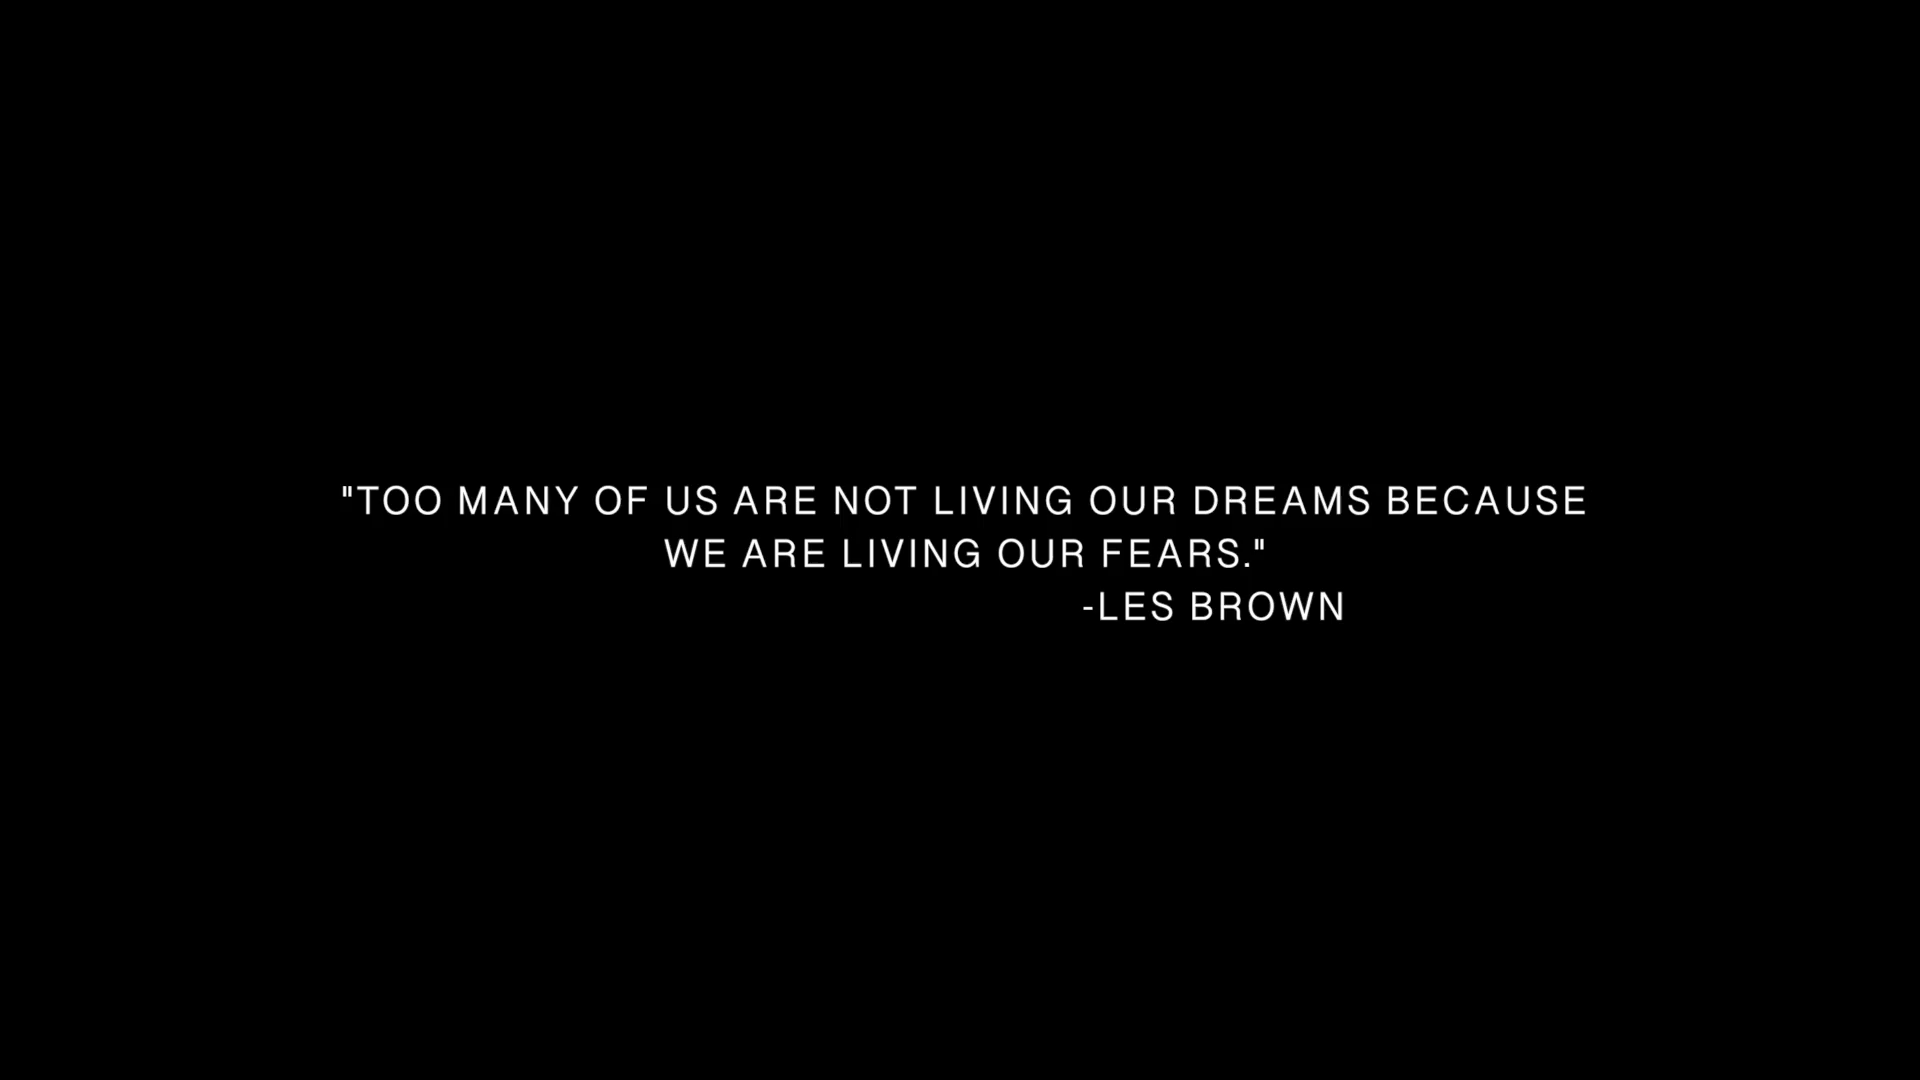 "TOO MANY OF US ARE NOT LIVING OUR DREAMS BECAUSE
WE ARE LIVING OUR FEARS."
-LES BROWN